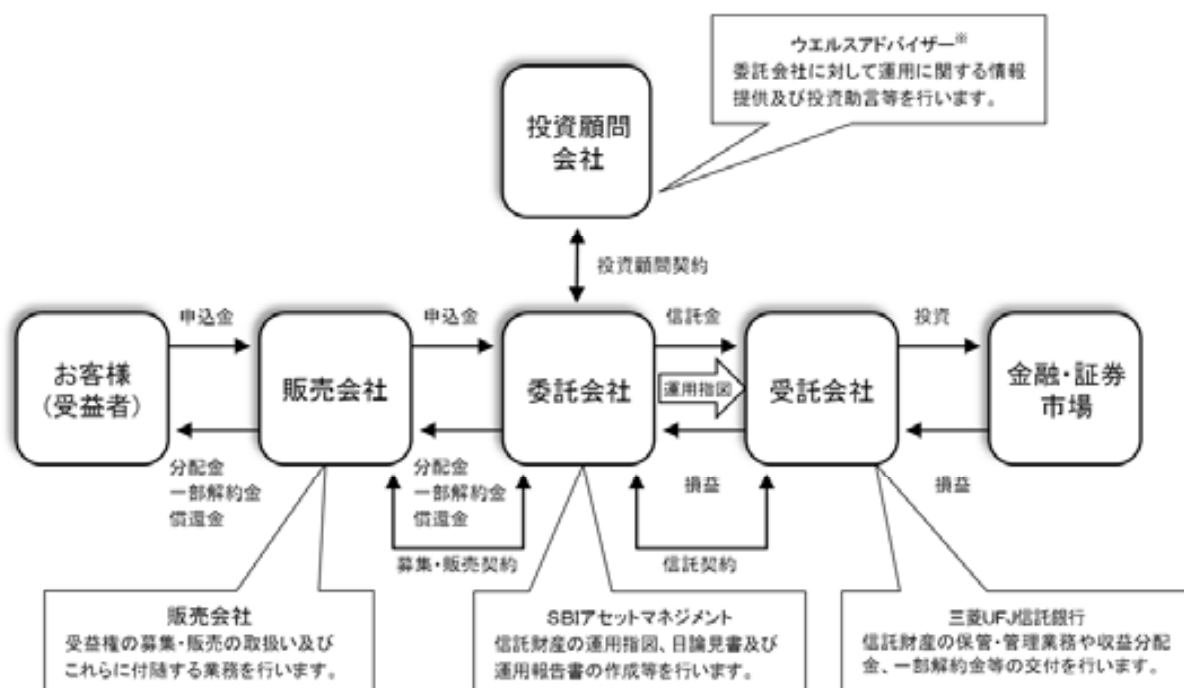 ウエルスアドバイザー※
委託会社に対して運用に関する情報
提供及び投資助言等を行います。
投資顧問
会社
投資顧問契約
申込金
申込金
信託金
投資
お客様
(受益者)
販売会社
委託会社
運用指図
受託会社
金融・証券
市場
分配金
一部解約金
償還金
分配金
一部解約金
償還金
損益
損益
募集・販売契約
信託契約
販売会社
受益権の募集・販売の取扱い及び
これらに付随する業務を行います。
SBIアセットマネジメント
信託財産の運用指図、目論見書及び
運用報告書の作成等を行います。
三菱UFJ信託銀行
信託財産の保管・管理業務や収益分配
金、一部解約金等の交付を行います。